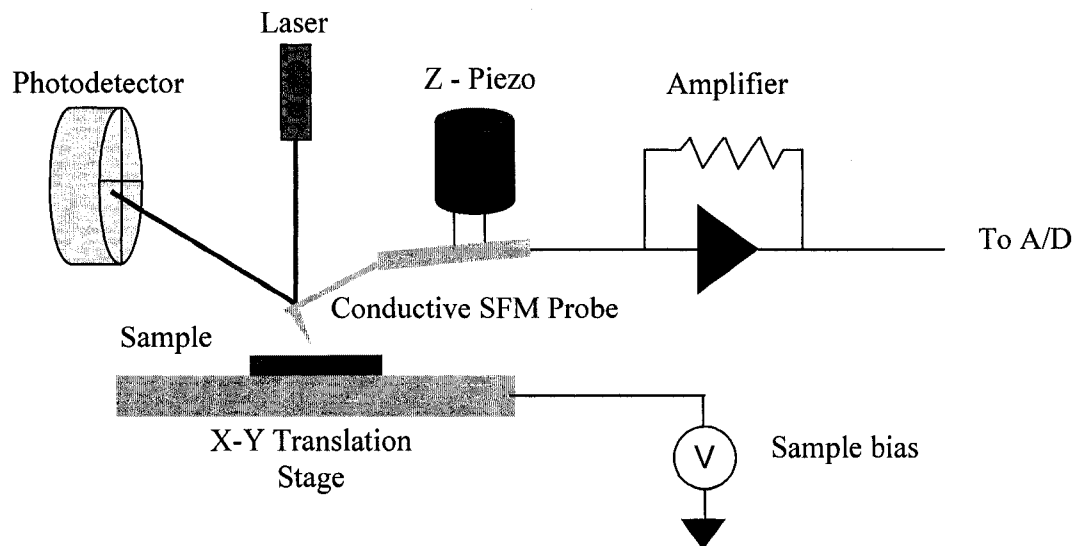 Laser
Photodetector
Z - Piezo
Amplifier
To A/D
Conductive SFM Probe
Sample
X-Y Translation
Stage
V
Sample bias